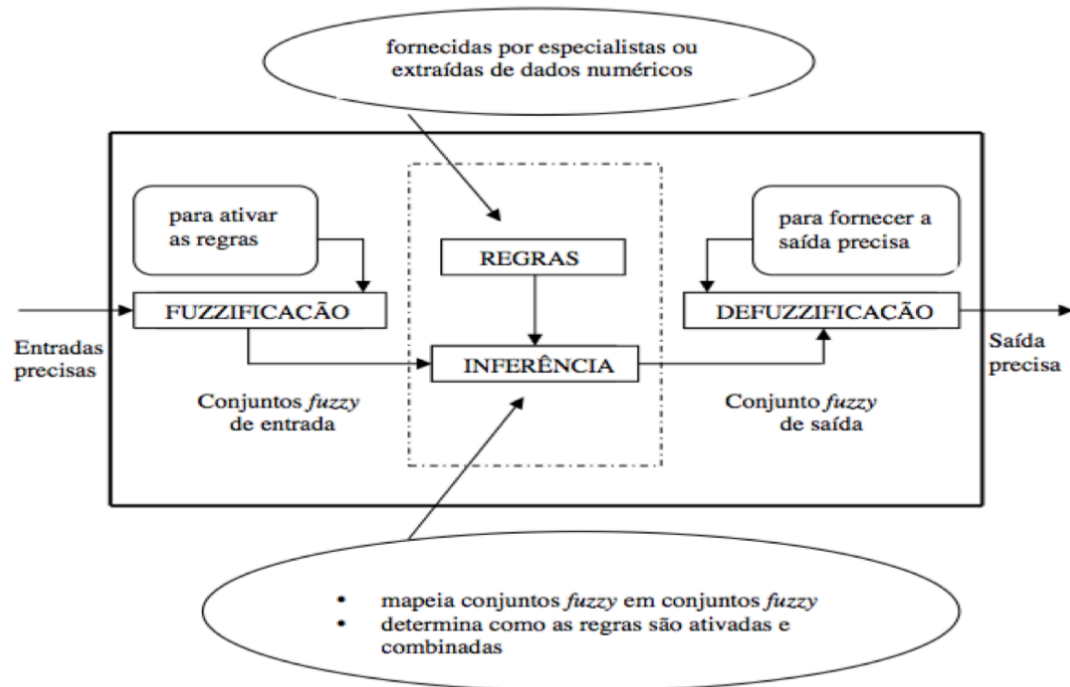 fornecidas por especialistas ou
extraídas de dados numéricos
para ativar
as regras
para fornecer a
saída precisa
REGRAS
FUZZIFICAÇÃO
DEFUZZIFICAÇÃO
Entradas
precisas
INFERÊNCIA
Saída
precisa
Conjuntos fuzzy
de entrada
Conjunto fuzzy
de saída
• mapeia conjuntos fuzzy em conjuntos fuzzy
• determina como as regras são ativadas e
combinadas